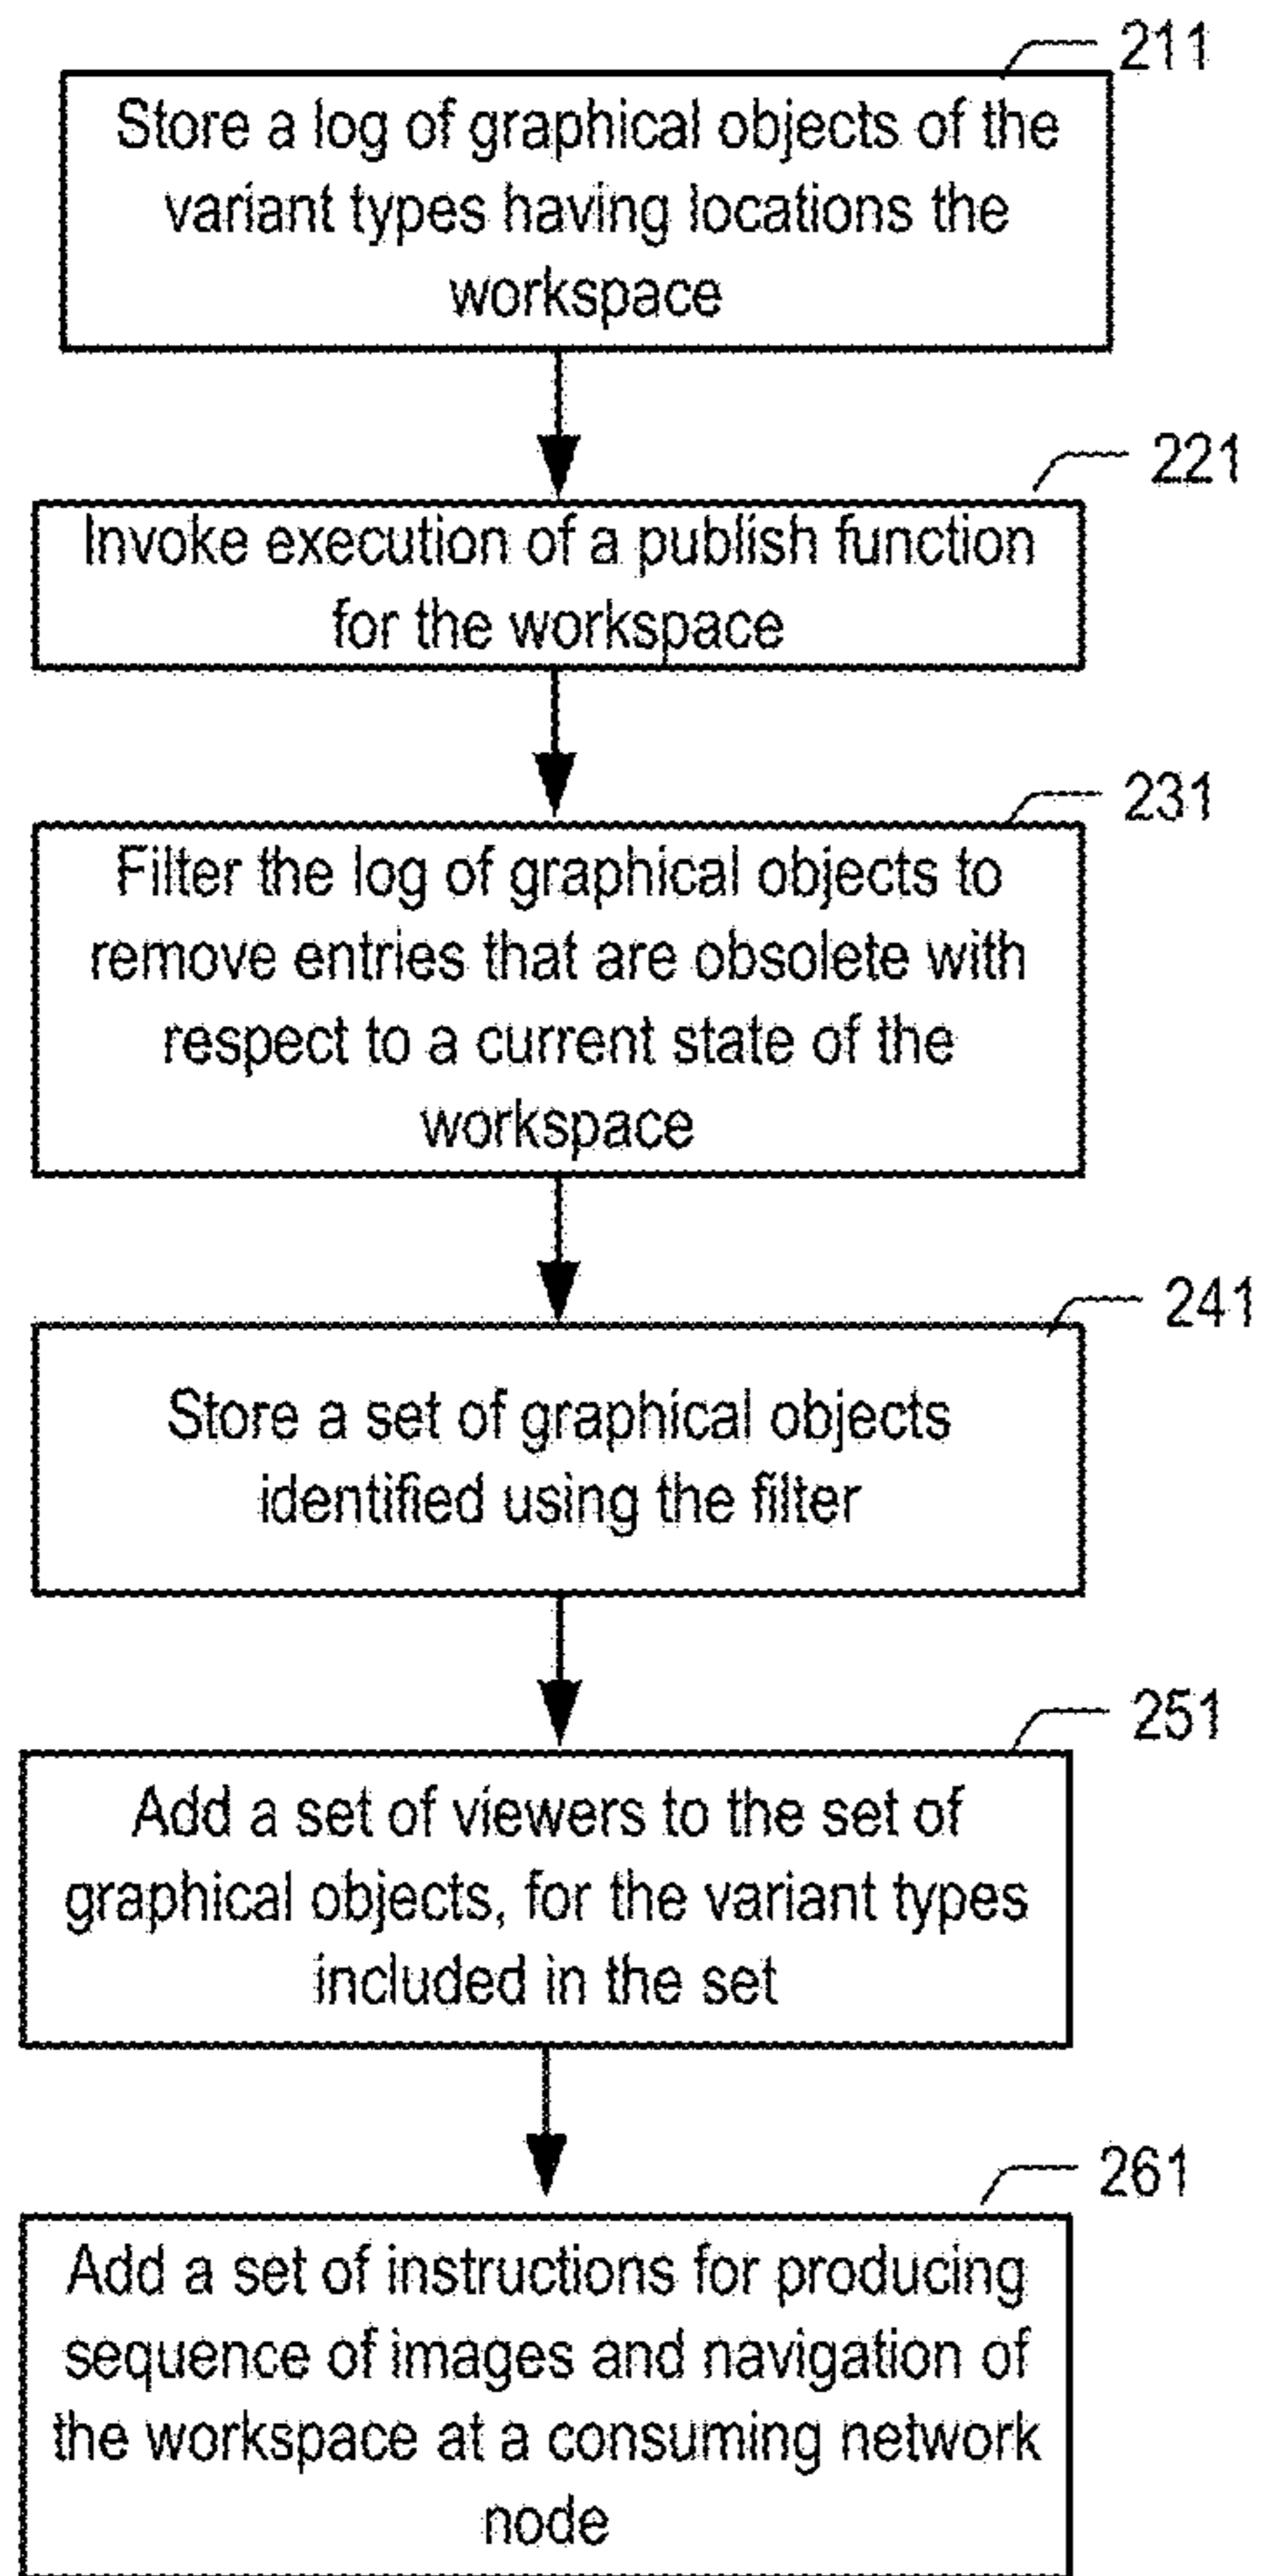 211
Store a log of graphical objects of the
variant types having locations the
workspace
221
Invoke execution of a publish function
for the workspace
231
Filter the log of graphical objects to
remove entries that are obsolete with
respect to a current state of the
workspace
241
Store a set of graphical objects
identified using the filter
251
Add a set of viewers to the set of
graphical objects, for the variant types
included in the set
261
Add a set of instructions for producing
sequence of images and navigation of
the workspace at a consuming network
node